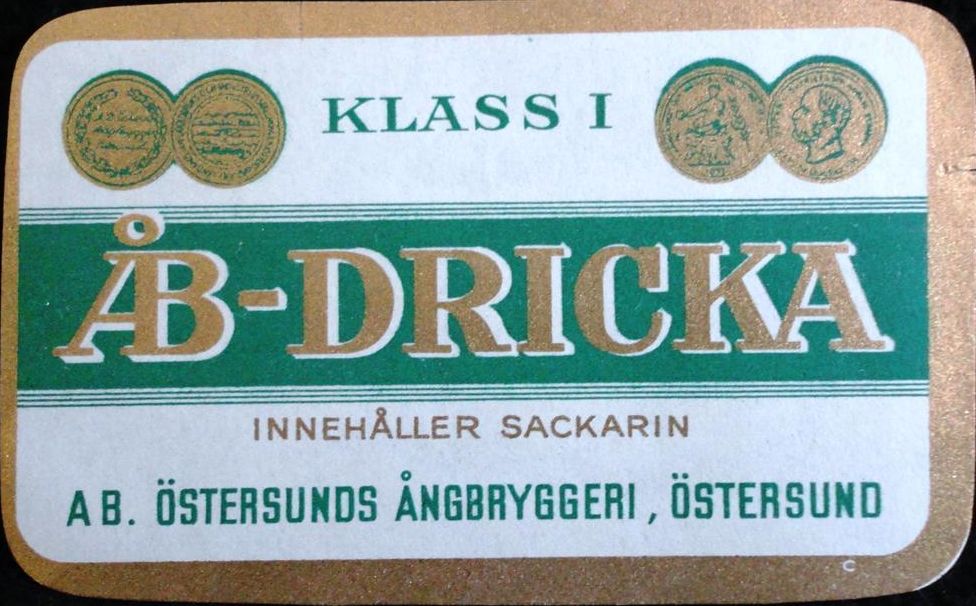 KLASS I
ÅB-DRICKA
INNEHÅLLER SACKARIN
AB. ÖSTERSUNDS ÅNGBRYGGERI, ÖSTERSUND
C